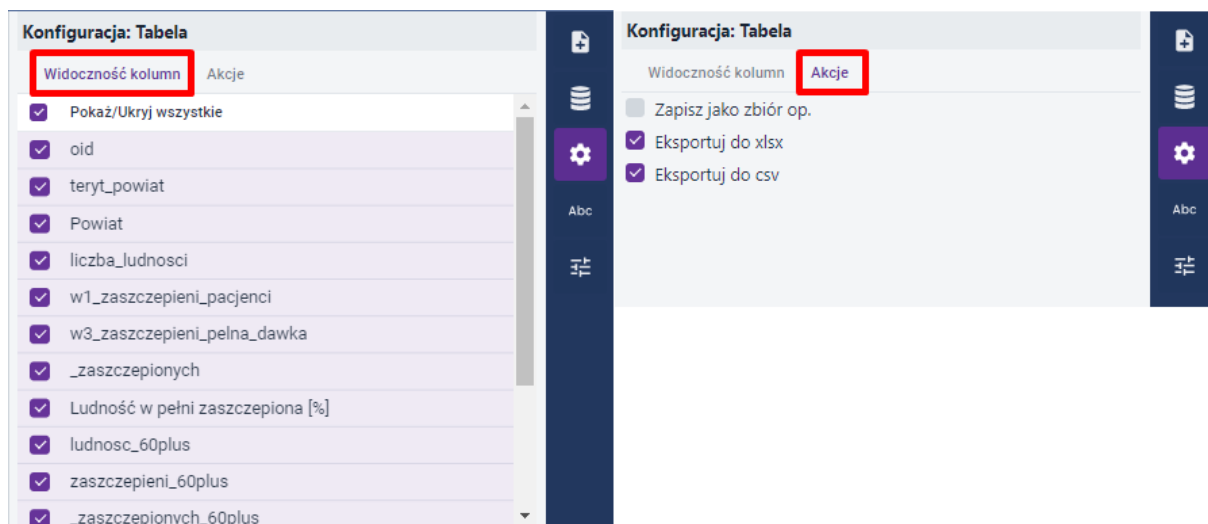 Konfiguracja: Tabela
Widoczność kolumn Akcje
Pokaż/Ukryj wszystkie
oid
teryt_powiat
Powiat
liczba_ludnosci
w1_zaszczepieni_pacjenci
w3_zaszczepieni_pelna_dawka
_zaszczepionych
Ludność w pełni zaszczepiona [%]
ludnosc_60plus
zaszczepieni_60plus
_zaszczepionych_60plus
Abc
Konfiguracja: Tabela
Widoczność kolumn Akcje
Zapisz jako zbiór op.
Eksportuj do xlsx
Eksportuj do csv
Abc